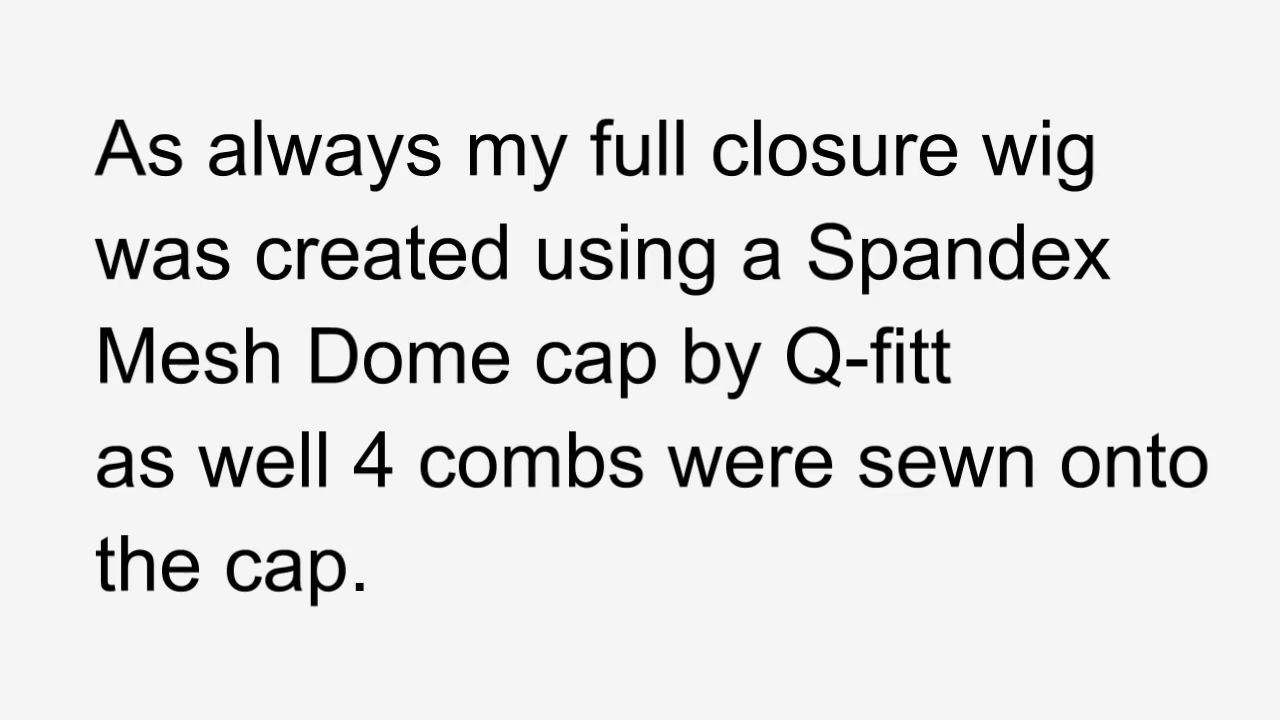 As always my full closure wig
was created using a Spandex
Mesh Dome cap by Q-fitt
as well 4 combs were sewn onto
the cap.